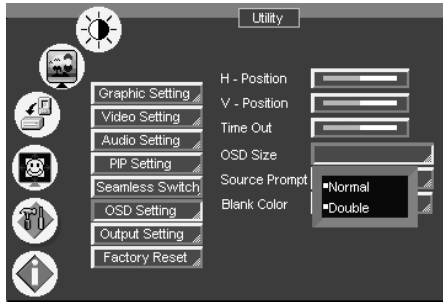 Utility
Graphic Setting
Video Setting
Audio Setting
PIP Setting
Seamless Switch
OSD Setting
Output Setting
Factory Reset
H - Position
V - Position
Time Out
OSD Size
Source Prompt
Blank Color
Normal
Double